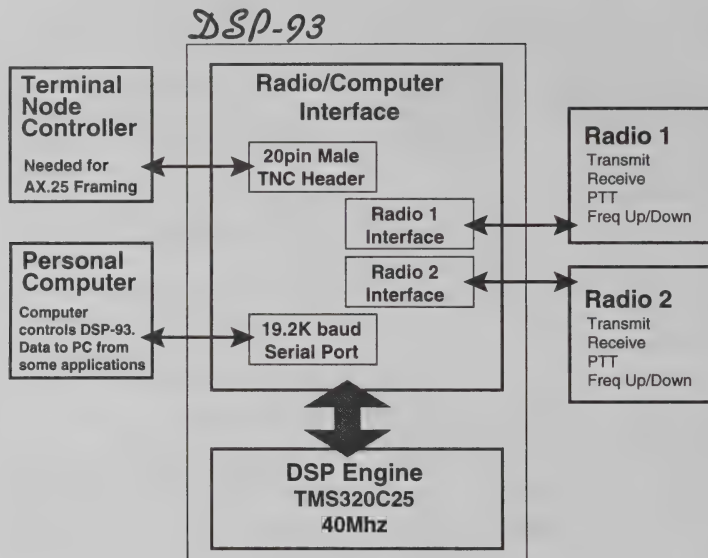 DSP-93
Terminal
Node
Controller
Needed for
AX.25 Framing
Personal
Computer
Computer
controls DSP-93.
Data to PC from
some applications
Radio/Computer
Interface
20pin Male
TNC Header
Radio 1
Interface
Radio 2
Interface
19.2K baud
Serial Port
DSP Engine
TMS320C25
40Mhz
Radio 1
Transmit
Receive
PTT
Freq Up/Down
Radio 2
Transmit
Receive
PTT
Freq Up/Down